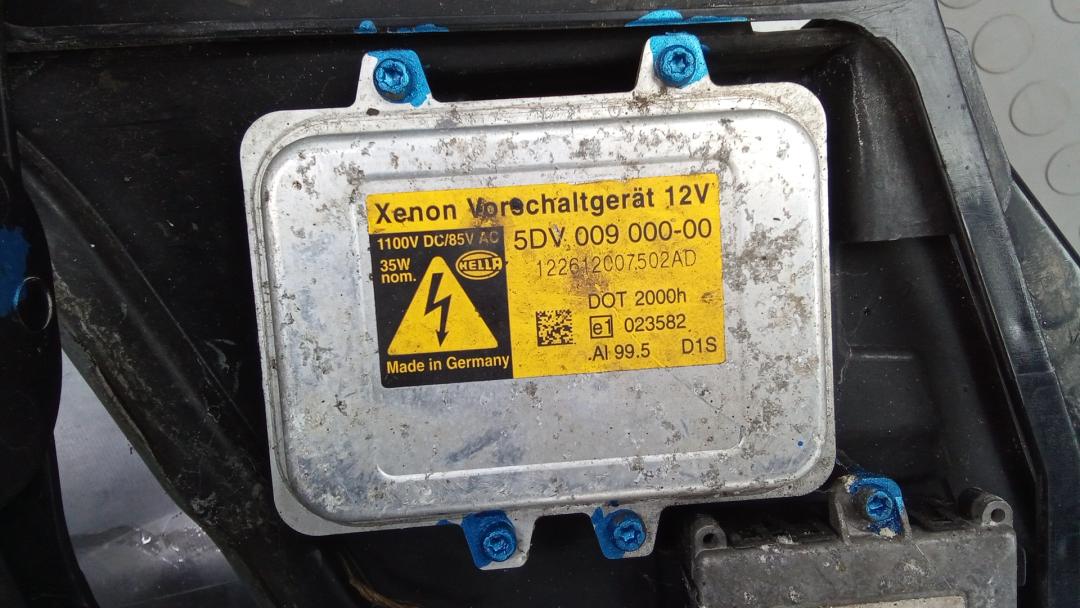 Xenon Vorschaltgerät 12V
1100V DC/85V AC
35W
nom.
HELLA
Made in Germany
5DV 009 000-00
122612007502AD
DOT 2000h
e1 023582
.AI 99.5 D1S